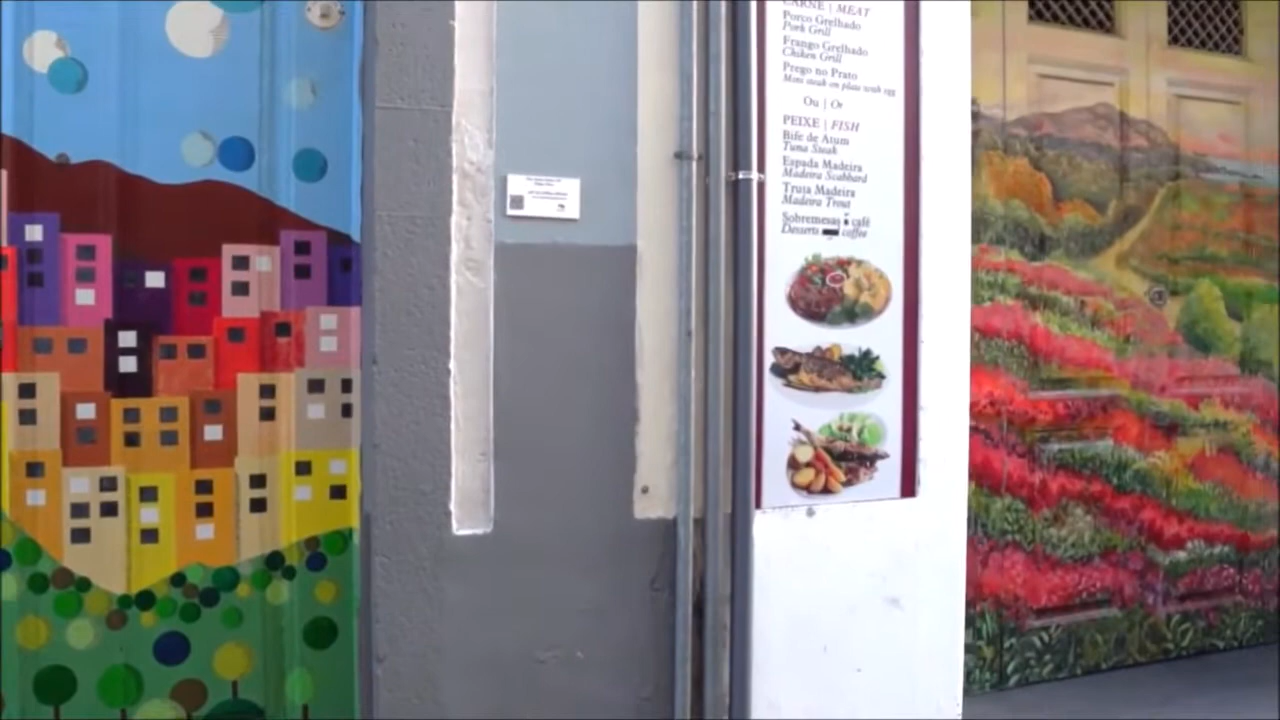 CARNE | MEAT
Porco Grelhado
Pork Grill
Frango Grelhado
Chiken Grill
Prego no Prato
Mini steak on plate with egg
Ou | Or
PEIXE | FISH
Bife de Atum
Tuna Steak
Espada Madeira
Madeira Scabbard
Truta Madeira
Madeira Trout
Sobremesas café
Desserts coffee